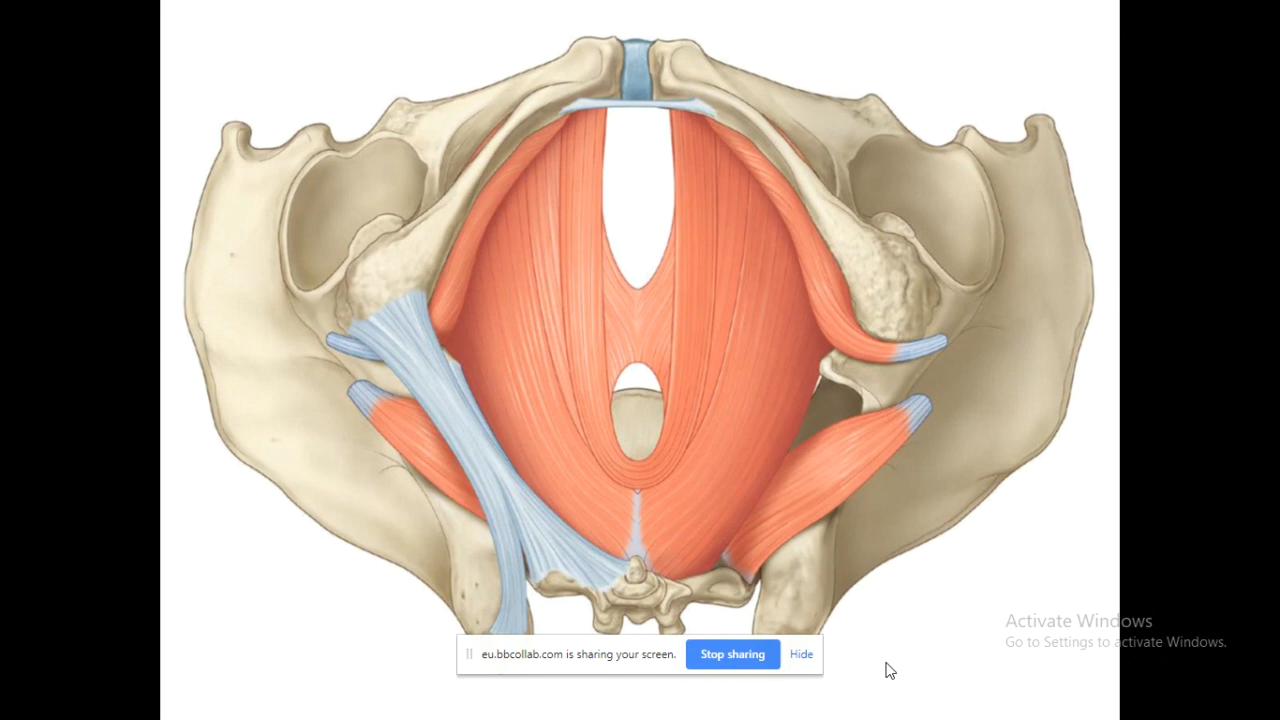 Activate Windows
Go to Settings to activate Windows.
eu.bbcollab.com is sharing your screen.
Stop sharing
Hide